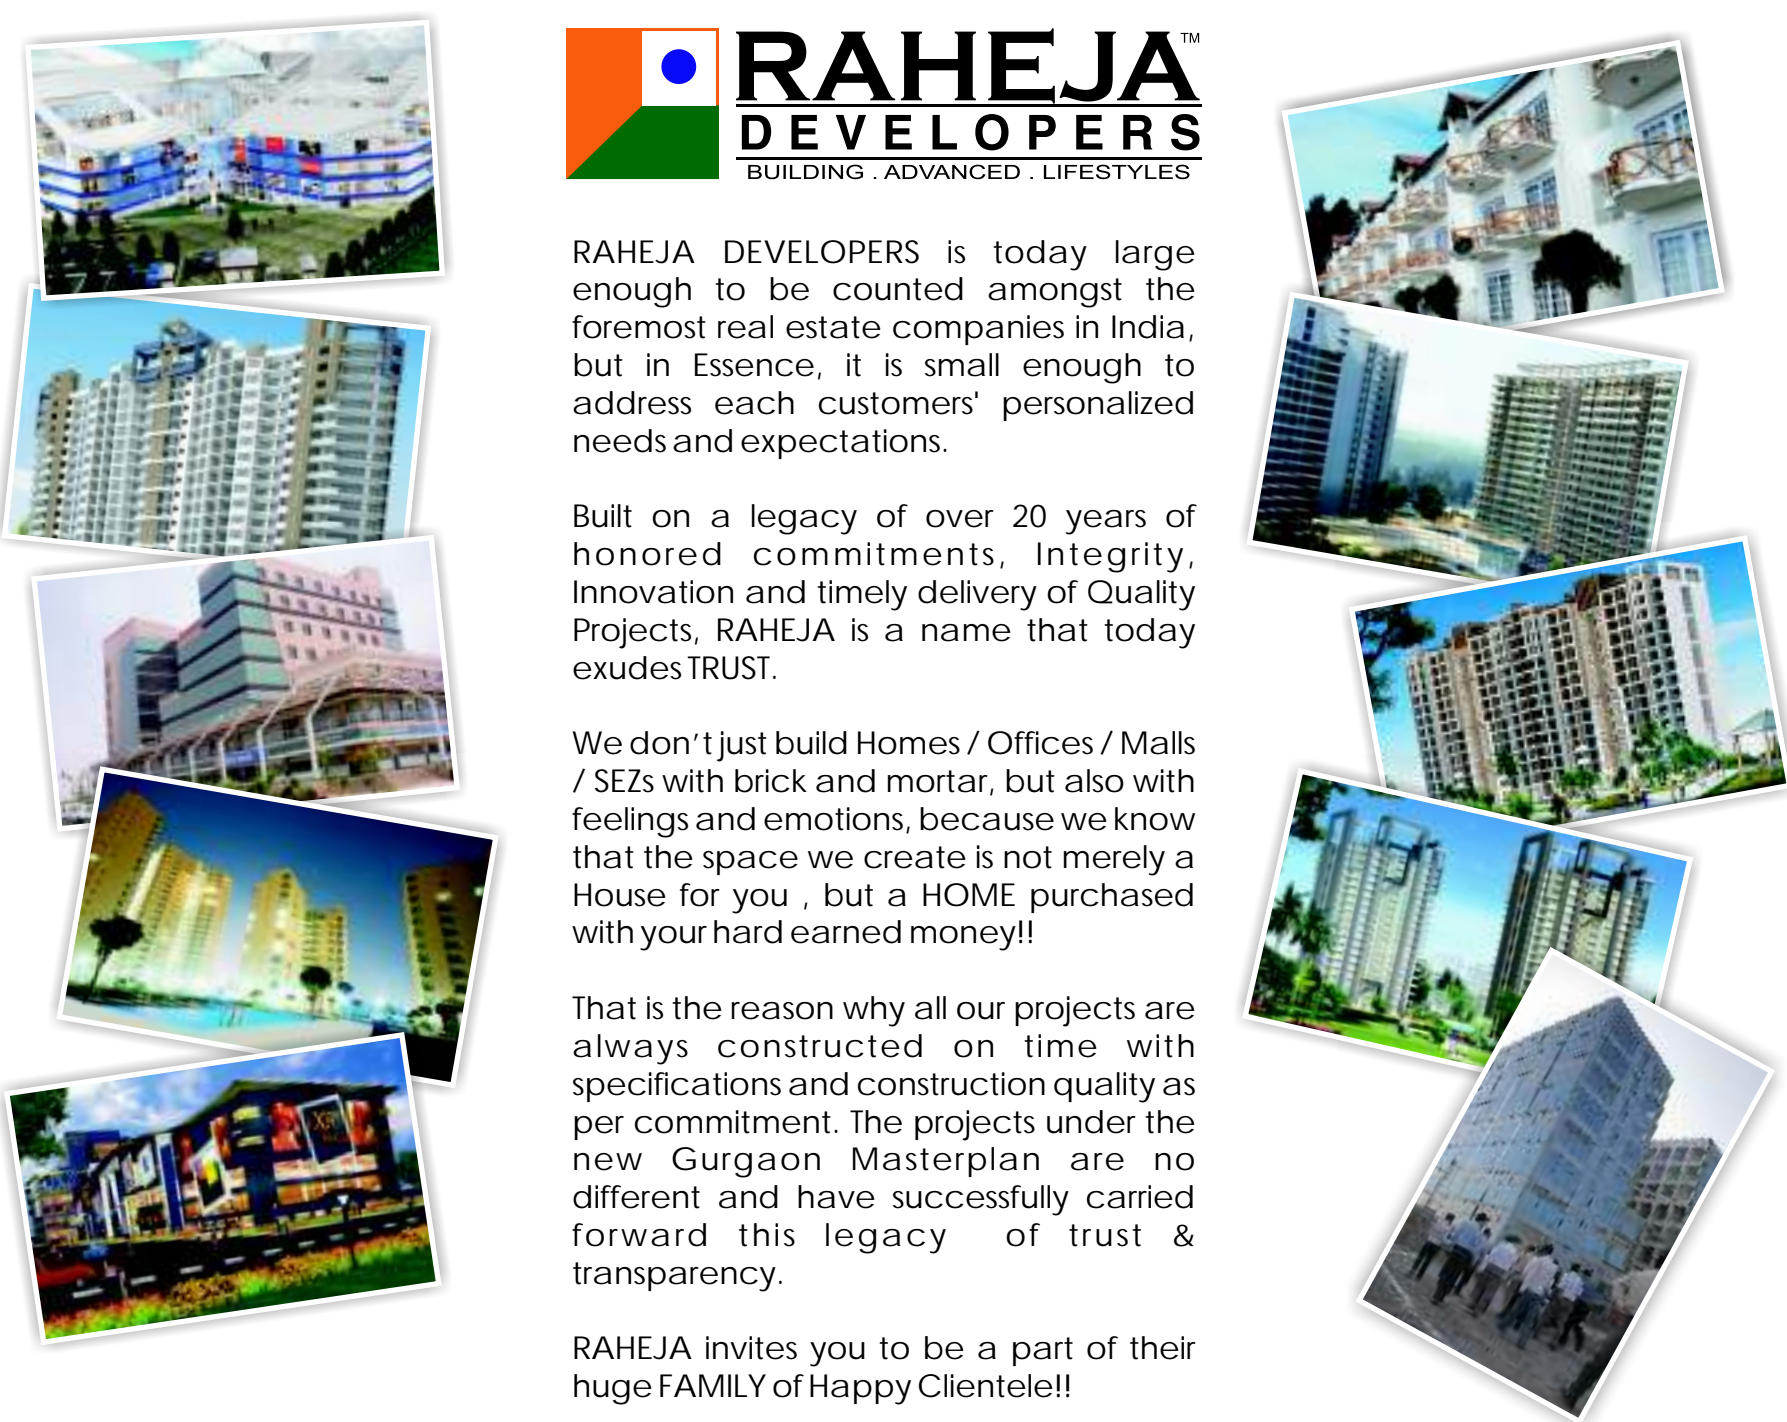 RAHEJA™
DEVELOPERS
BUILDING . ADVANCED . LIFESTYLES
RAHEJA DEVELOPERS is today large
enough to be counted amongst the
foremost real estate companies in India,
but in Essence, it is small enough to
address each customers' personalized
needs and expectations.
Built on a legacy of over 20 years of
honored commitments, Integrity,
Innovation and timely delivery of Quality
Projects, RAHEJA is a name that today
exudes TRUST.
We don’t just build Homes / Offices / Malls
/ SEZs with brick and mortar, but also with
feelings and emotions, because we know
that the space we create is not merely a
House for you , but a HOME purchased
with your hard earned money!!
That is the reason why all our projects are
always constructed on time with
specifications and construction quality as
per commitment. The projects under the
new Gurgaon Masterplan are no
different and have successfully carried
forward this legacy of trust &
transparency.
RAHEJA invites you to be a part of their
huge FAMILY of Happy Clientele!!